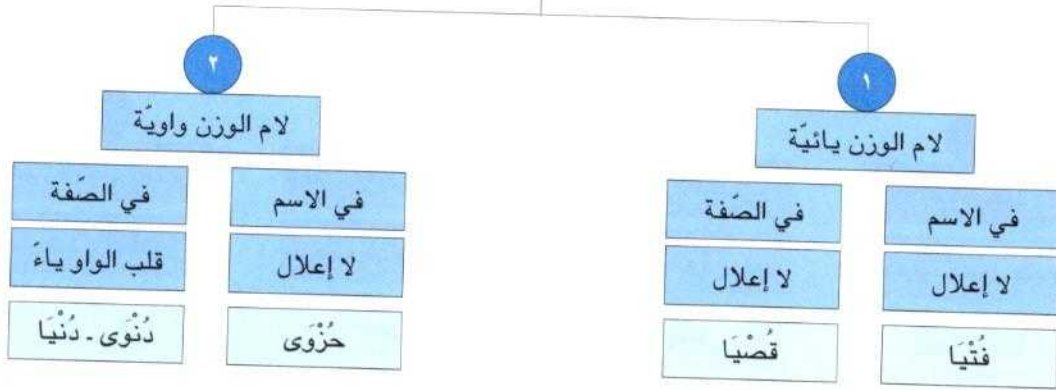 ١
لام الوزن يائيّة
في الاسم
في الصّفة
لا إعلال
لا إعلال
فُتْيَا
قُصْيَا
٢
لام الوزن واويّة
في الاسم
في الصّفة
لا إعلال
قلب الواو ياءً
حُزْوَى
دُنْوَى - دُنْيَا